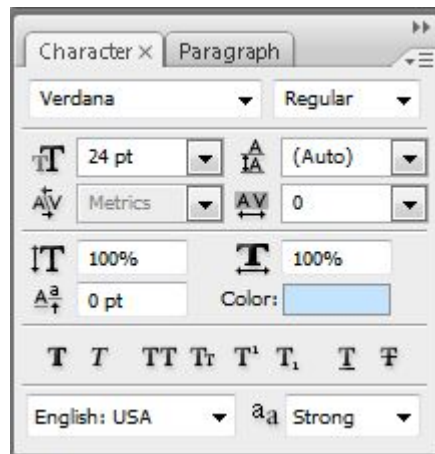 Character × Paragraph
Verdana Regular
24 pt (Auto)
Metrics 0
100% 100%
0 pt Color:
T T TT Tт T¹ T₁ T T
English: USA aa Strong